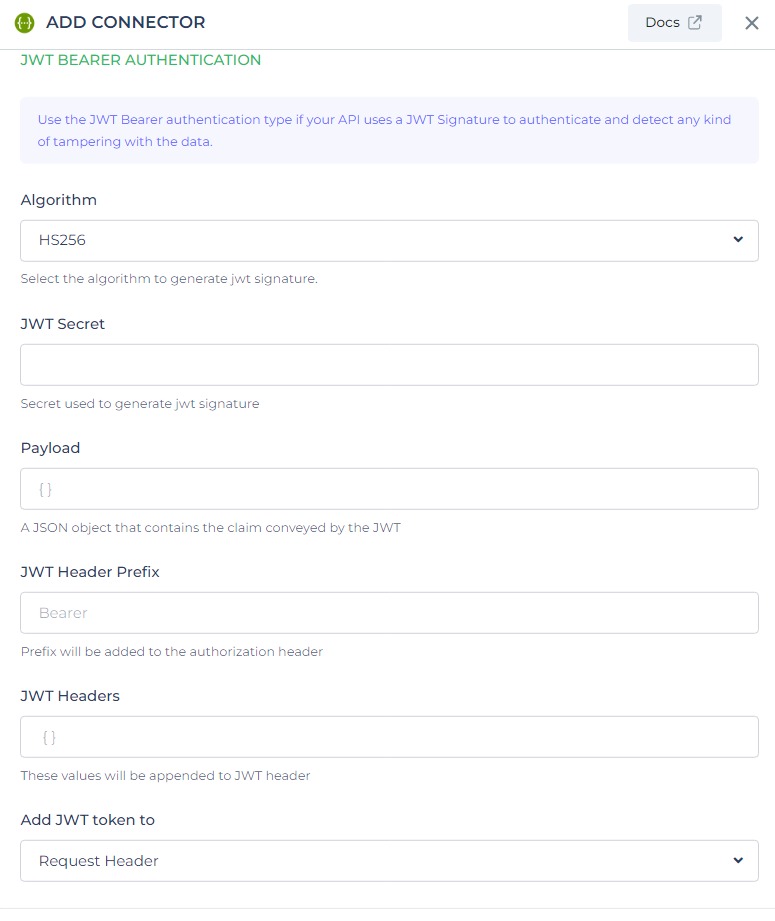 ADD CONNECTOR
Docs
JWT BEARER AUTHENTICATION
Use the JWT Bearer authentication type if your API uses a JWT Signature to authenticate and detect any kind
of tampering with the data.
Algorithm
HS256
Select the algorithm to generate jwt signature.
JWT Secret
Secret used to generate jwt signature
Payload
{ }
A JSON object that contains the claim conveyed by the JWT
JWT Header Prefix
Bearer
Prefix will be added to the authorization header
JWT Headers
{ }
These values will be appended to JWT header
Add JWT token to
Request Header